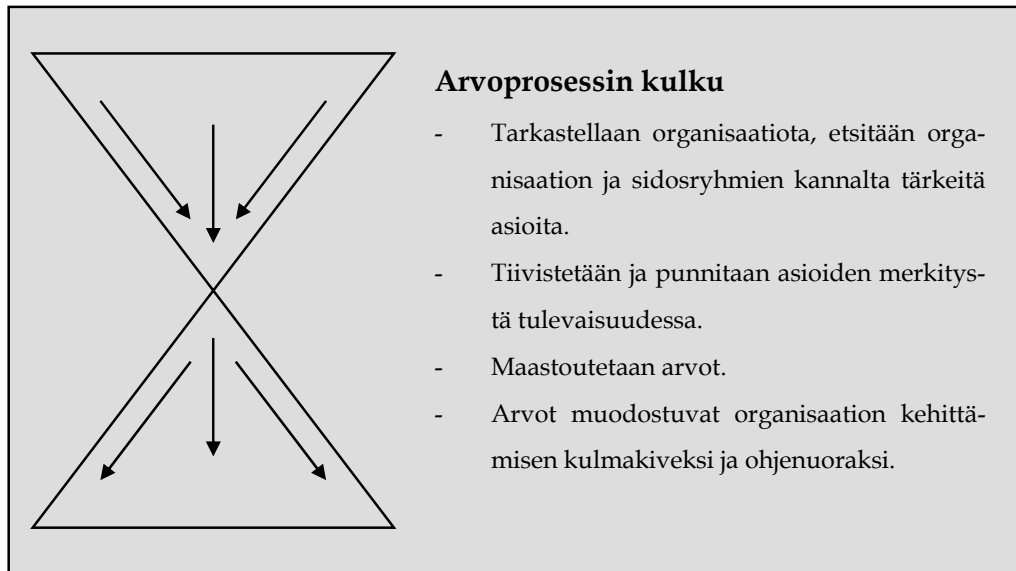 Arvoprosessin kulku
- Tarkastellaan organisaatiota, etsitään orga-
nisaation ja sidosryhmien kannalta tärkeitä
asioita.
- Tiivistetään ja punnitaan asioiden merkitys-
tä tulevaisuudessa.
- Maastoutetaan arvot.
- Arvot muodostuvat organisaation kehittä-
misen kulmakiveksi ja ohjenuoraksi.